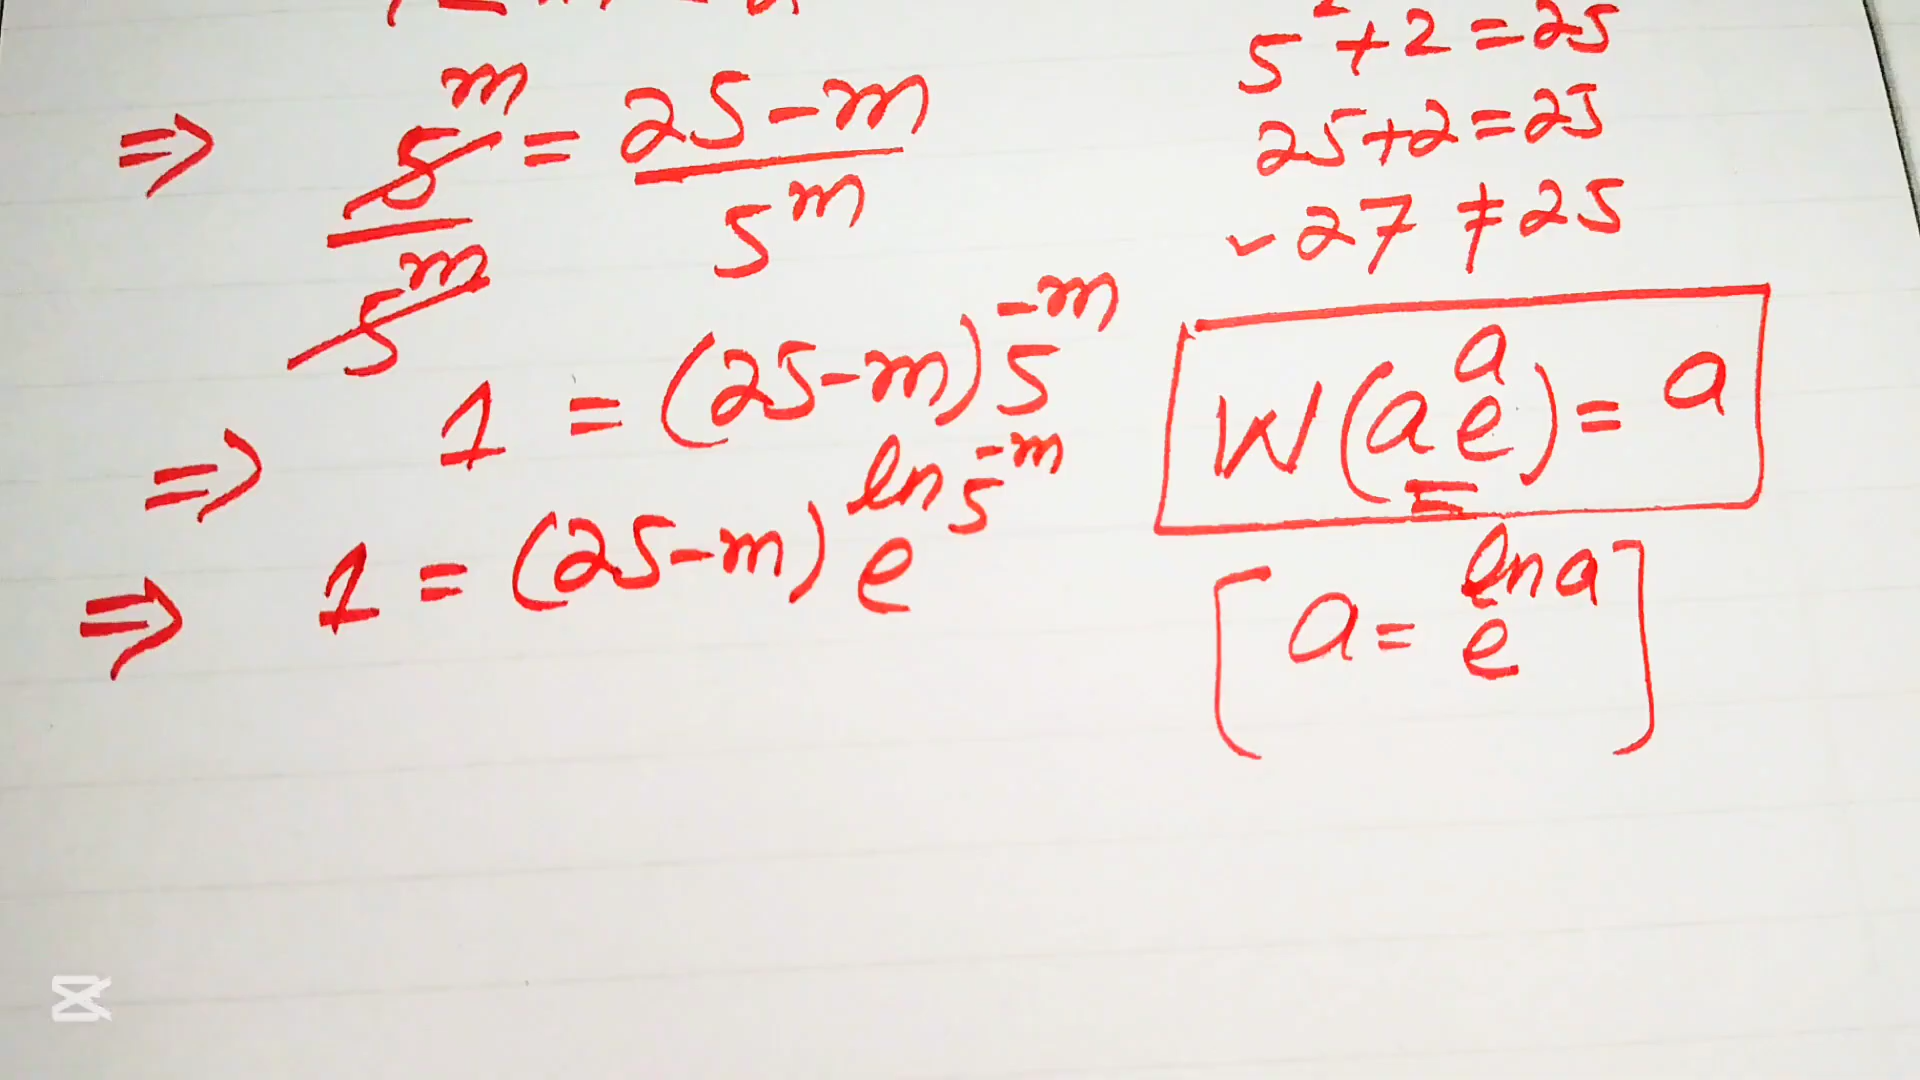 ⇒ 5^m/5^m = (25-m)/5^m
⇒ 1 = (25-m)5^-m
⇒ 1 = (25-m)e^ln5^-m
5^2+2=25
25+2=25
27 ≠ 25
W(ae^a) = a
[a = e^ln a]